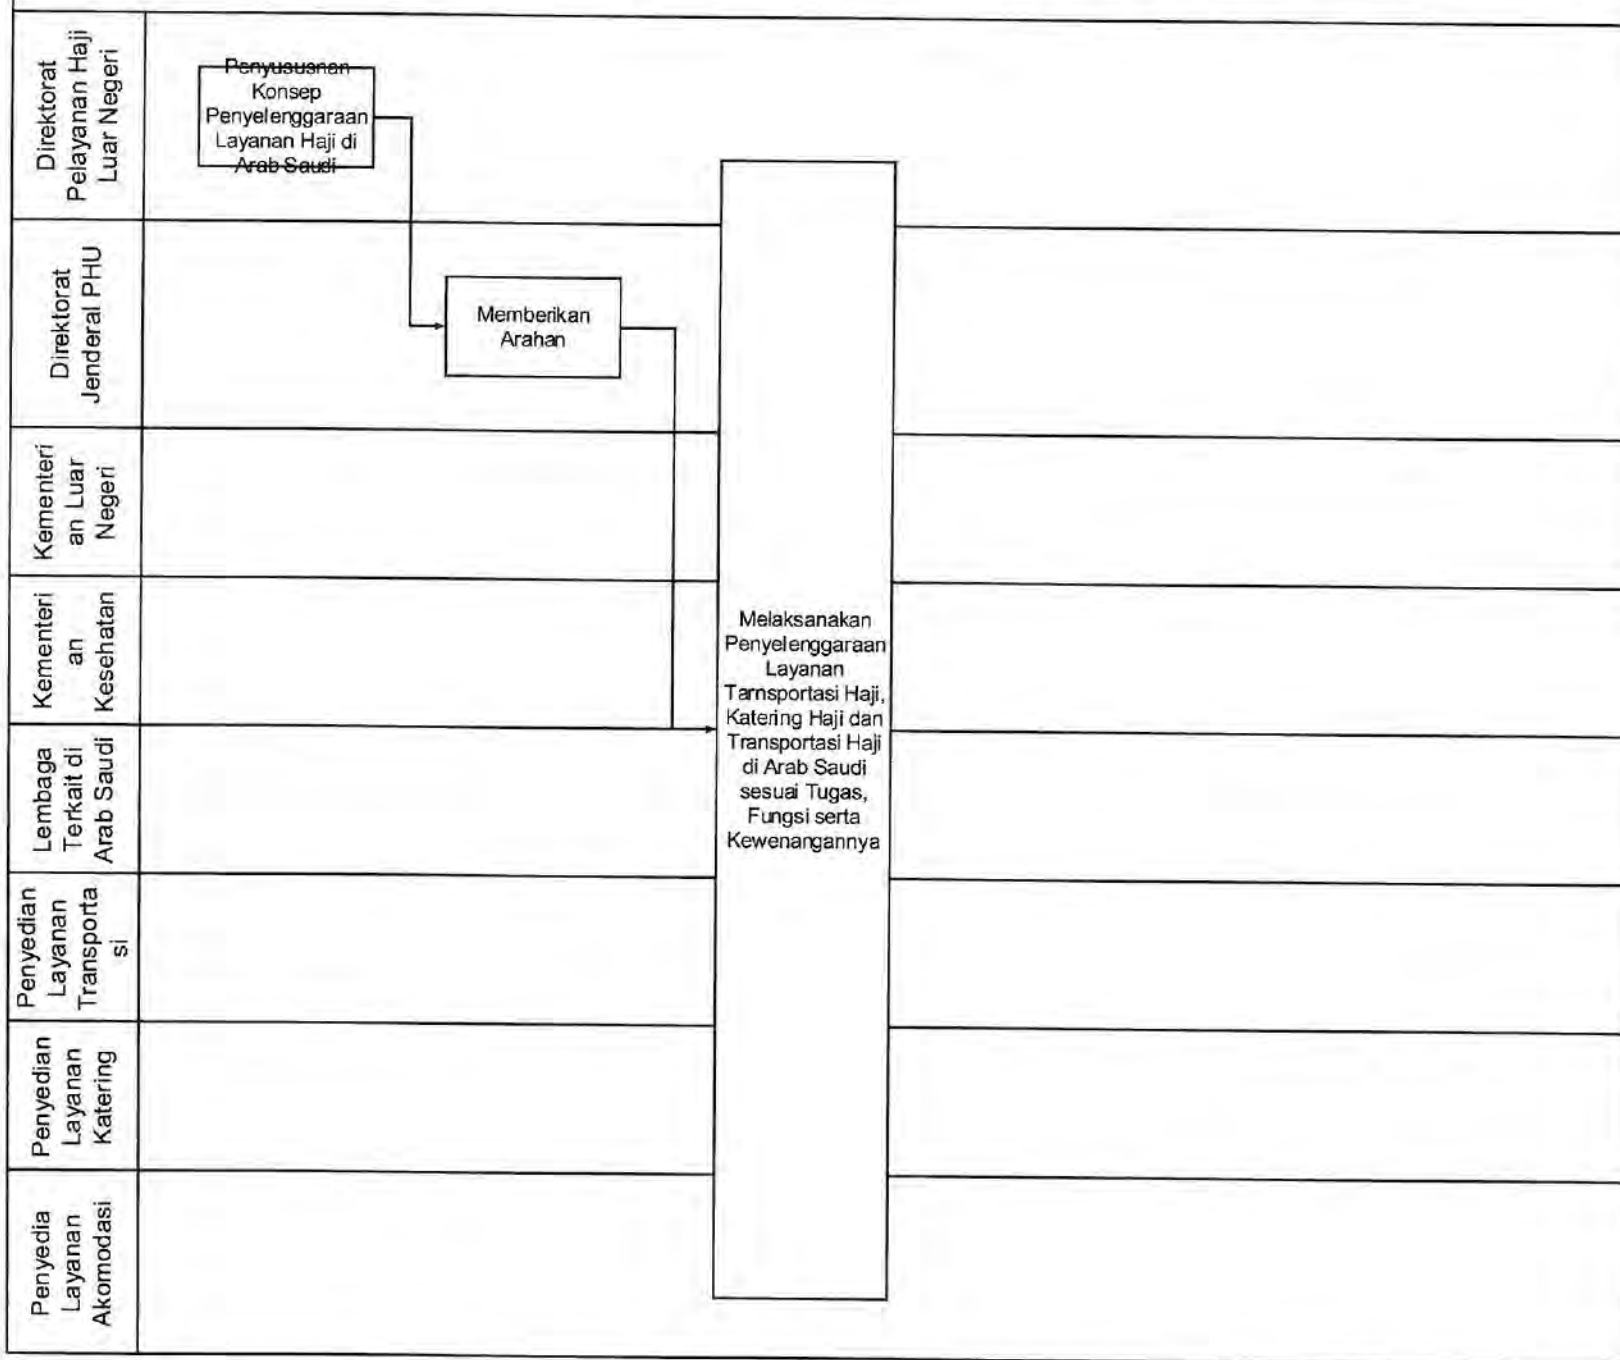 Direktorat
Pelayanan Haji
Luar Negeri
Penyususnan
Konsep
Penyelenggaraan
Layanan Haji di
Arab Saudi
Direktorat
Jenderal PHU
Memberikan
Arahan
Kementeri
an Luar
Negeri
Kementeri
an
Kesehatan
Melaksanakan
Penyelenggaraan
Layanan
Tarnsportasi Haji,
Katering Haji dan
Transportasi Haji
di Arab Saudi
sesuai Tugas,
Fungsi serta
Kewenangannya
Lembaga
Terkait di
Arab Saudi
Penyedian
Layanan
Transporta
si
Penyedian
Layanan
Katering
Penyedia
Layanan
Akomodasi